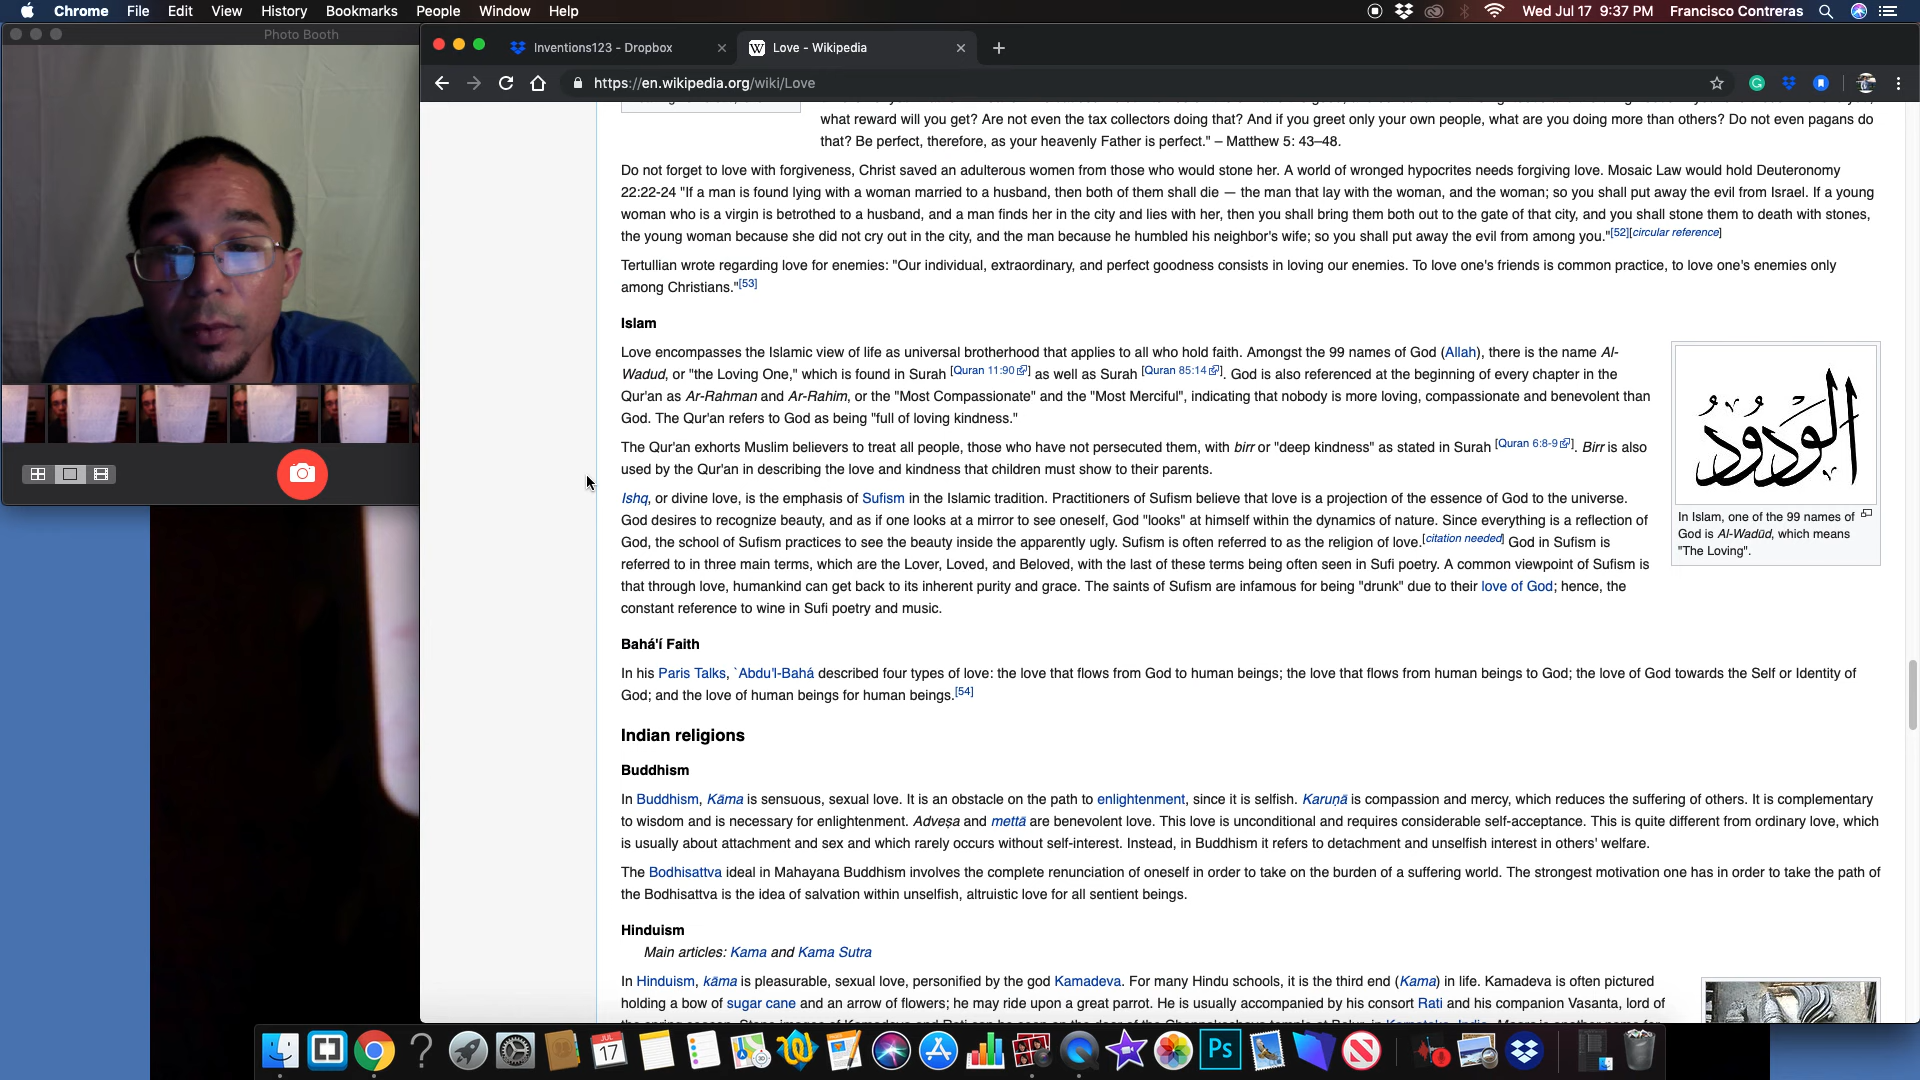 Chrome File Edit View History Bookmarks People Window Help Wed Jul 17 9:37 PM Francisco Contreras
Photo Booth
Inventions123 - Dropbox
Love - Wikipedia
https://en.wikipedia.org/wiki/Love
what reward will you get? Are not even the tax collectors doing that? And if you greet only your own people, what are you doing more than others? Do not even pagans do
that? Be perfect, therefore, as your heavenly Father is perfect." – Matthew 5: 43–48.
Do not forget to love with forgiveness, Christ saved an adulterous women from those who would stone her. A world of wronged hypocrites needs forgiving love. Mosaic Law would hold Deuteronomy
22:22-24 "If a man is found lying with a woman married to a husband, then both of them shall die — the man that lay with the woman, and the woman; so you shall put away the evil from Israel. If a young
woman who is a virgin is betrothed to a husband, and a man finds her in the city and lies with her, then you shall bring them both out to the gate of that city, and you shall stone them to death with stones,
the young woman because she did not cry out in the city, and the man because he humbled his neighbor's wife; so you shall put away the evil from among you."[52][circular reference]
Tertullian wrote regarding love for enemies: "Our individual, extraordinary, and perfect goodness consists in loving our enemies. To love one's friends is common practice, to love one's enemies only
among Christians."[53]
Islam
Love encompasses the Islamic view of life as universal brotherhood that applies to all who hold faith. Amongst the 99 names of God (Allah), there is the name Al-
Wadud, or "the Loving One," which is found in Surah [Quran 11:90] as well as Surah [Quran 85:14]. God is also referenced at the beginning of every chapter in the
Qur'an as Ar-Rahman and Ar-Rahim, or the "Most Compassionate" and the "Most Merciful", indicating that nobody is more loving, compassionate and benevolent than
God. The Qur'an refers to God as being "full of loving kindness."
The Qur'an exhorts Muslim believers to treat all people, those who have not persecuted them, with birr or "deep kindness" as stated in Surah [Quran 6:8-9]. Birr is also
used by the Qur'an in describing the love and kindness that children must show to their parents.
Ishq, or divine love, is the emphasis of Sufism in the Islamic tradition. Practitioners of Sufism believe that love is a projection of the essence of God to the universe.
God desires to recognize beauty, and as if one looks at a mirror to see oneself, God "looks" at himself within the dynamics of nature. Since everything is a reflection of
God, the school of Sufism practices to see the beauty inside the apparently ugly. Sufism is often referred to as the religion of love.[citation needed] God in Sufism is
referred to in three main terms, which are the Lover, Loved, and Beloved, with the last of these terms being often seen in Sufi poetry. A common viewpoint of Sufism is
that through love, humankind can get back to its inherent purity and grace. The saints of Sufism are infamous for being "drunk" due to their love of God; hence, the
constant reference to wine in Sufi poetry and music.
الْوَدُودُ
In Islam, one of the 99 names of
God is Al-Wadūd, which means
"The Loving".
Bahá'í Faith
In his Paris Talks, `Abdu'l-Bahá described four types of love: the love that flows from God to human beings; the love that flows from human beings to God; the love of God towards the Self or Identity of
God; and the love of human beings for human beings.[54]
Indian religions
Buddhism
In Buddhism, Kāma is sensuous, sexual love. It is an obstacle on the path to enlightenment, since it is selfish. Karuṇā is compassion and mercy, which reduces the suffering of others. It is complementary
to wisdom and is necessary for enlightenment. Adveṣa and mettā are benevolent love. This love is unconditional and requires considerable self-acceptance. This is quite different from ordinary love, which
is usually about attachment and sex and which rarely occurs without self-interest. Instead, in Buddhism it refers to detachment and unselfish interest in others' welfare.
The Bodhisattva ideal in Mahayana Buddhism involves the complete renunciation of oneself in order to take on the burden of a suffering world. The strongest motivation one has in order to take the path of
the Bodhisattva is the idea of salvation within unselfish, altruistic love for all sentient beings.
Hinduism
Main articles: Kama and Kama Sutra
In Hinduism, kāma is pleasurable, sexual love, personified by the god Kamadeva. For many Hindu schools, it is the third end (Kama) in life. Kamadeva is often pictured
holding a bow of sugar cane and an arrow of flowers; he may ride upon a great parrot. He is usually accompanied by his consort Rati and his companion Vasanta, lord of
JUL
17
Ps